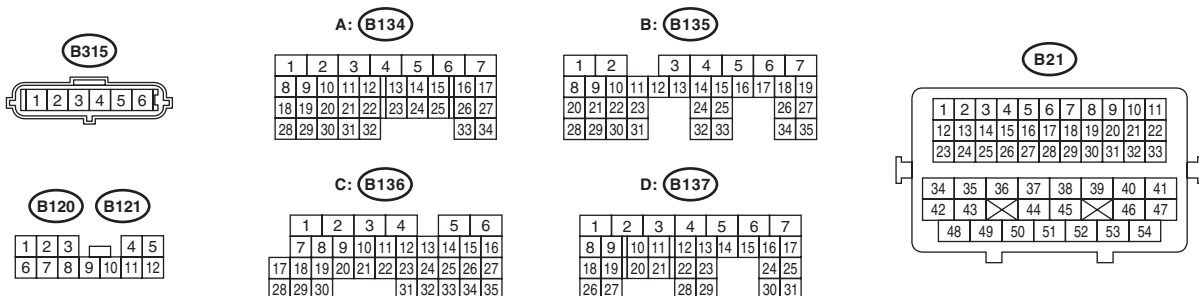 B315
1 2 3 4 5 6
B120 B121
1 2 3 4 5
6 7 8 9 10 11 12
A: B134
1 2 3 4 5 6 7
8 9 10 11 12 13 14 15 16 17
18 19 20 21 22 23 24 25 26 27
28 29 30 31 32 33 34
B: B135
1 2 3 4 5 6 7
8 9 10 11 12 13 14 15 16 17 18 19
20 21 22 23 24 25 26 27
28 29 30 31 32 33 34 35
C: B136
1 2 3 4 5 6
7 8 9 10 11 12 13 14 15 16
17 18 19 20 21 22 23 24 25 26 27
28 29 30 31 32 33 34 35
D: B137
1 2 3 4 5 6 7
8 9 10 11 12 13 14 15 16 17
18 19 20 21 22 23 24 25
26 27 28 29 30 31
B21
1 2 3 4 5 6 7 8 9 10 11
12 13 14 15 16 17 18 19 20 21 22
23 24 25 26 27 28 29 30 31 32 33
34 35 36 37 38 39 40 41
42 43 44 45 46 47
48 49 50 51 52 53 54